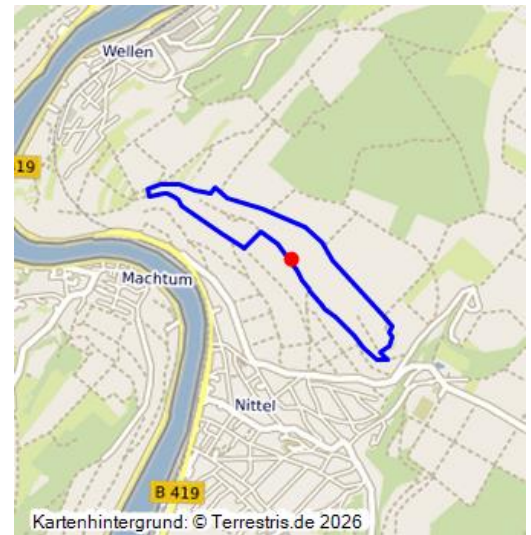 Wellen
19
Machtum
Nittel
B 419
Kartenhintergrund: © Terrestris.de 2026